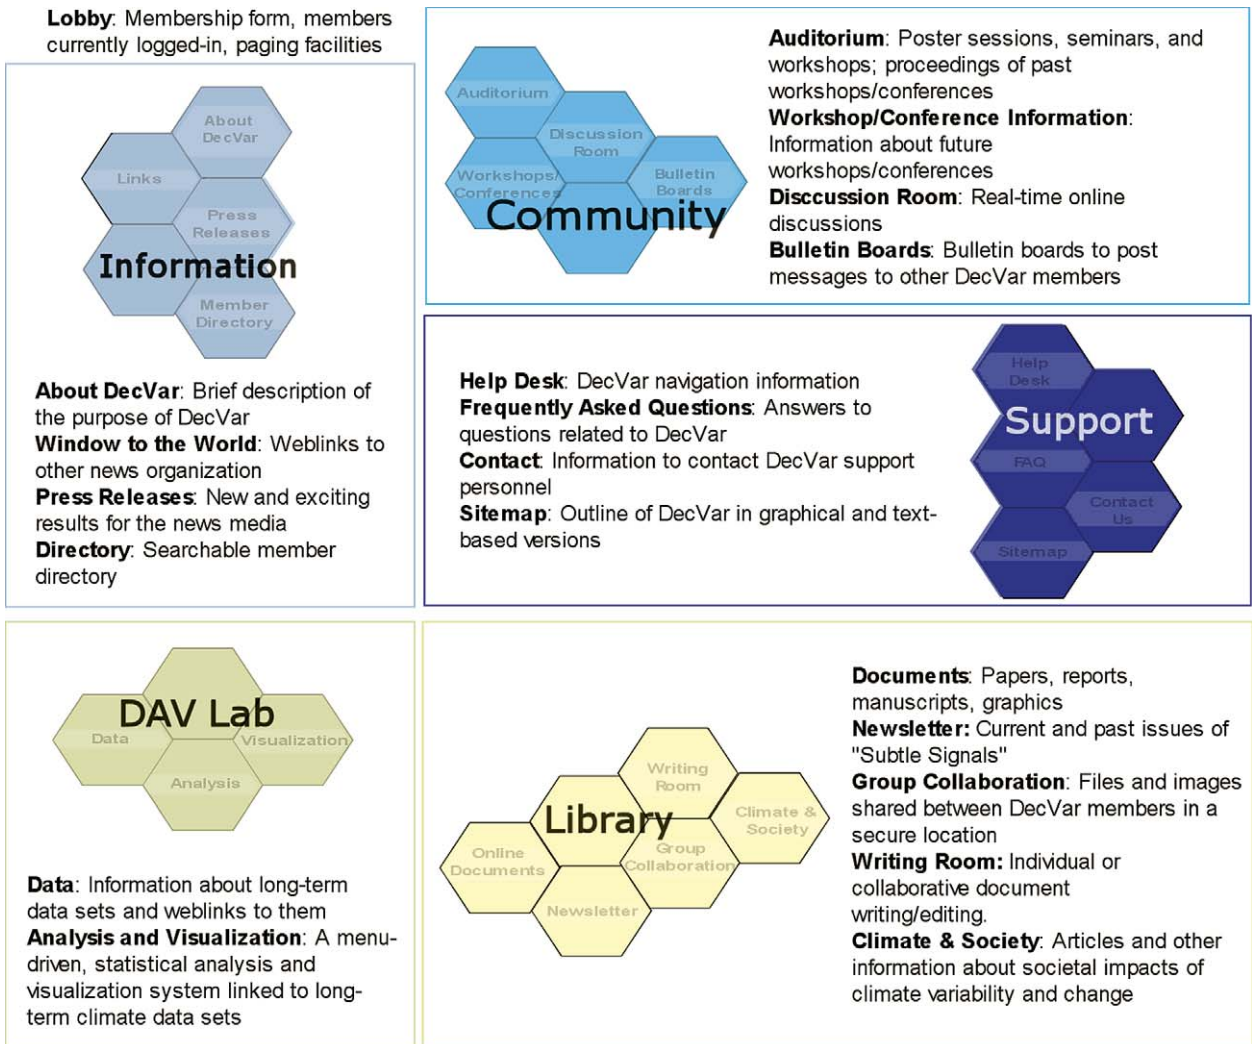 Lobby: Membership form, members
currently logged-in, paging facilities
About
DecVar
Links
Press
Releases
Information
Member
Directory
About DecVar: Brief description of
the purpose of DecVar
Window to the World: Weblinks to
other news organization
Press Releases: New and exciting
results for the news media
Directory: Searchable member
directory
Auditorium
Discussion
Room
Workshops/
Conferences
Bulletin
Boards
Community
Auditorium: Poster sessions, seminars, and
workshops; proceedings of past
workshops/conferences
Workshop/Conference Information:
Information about future
workshops/conferences
Disccussion Room: Real-time online
discussions
Bulletin Boards: Bulletin boards to post
messages to other DecVar members
Help Desk: DecVar navigation information
Frequently Asked Questions: Answers to
questions related to DecVar
Contact: Information to contact DecVar support
personnel
Sitemap: Outline of DecVar in graphical and text-
based versions
Help
Desk
Support
FAQ
Contact
Us
Sitemap
DAV Lab
Data
Visualization
Analysis
Data: Information about long-term
data sets and weblinks to them
Analysis and Visualization: A menu-
driven, statistical analysis and
visualization system linked to long-
term climate data sets
Writing
Room
Library
Climate &
Society
Online
Documents
Group
Collaboration
Newsletter
Documents: Papers, reports,
manuscripts, graphics
Newsletter: Current and past issues of
"Subtle Signals"
Group Collaboration: Files and images
shared between DecVar members in a
secure location
Writing Room: Individual or
collaborative document
writing/editing.
Climate & Society: Articles and other
information about societal impacts of
climate variability and change